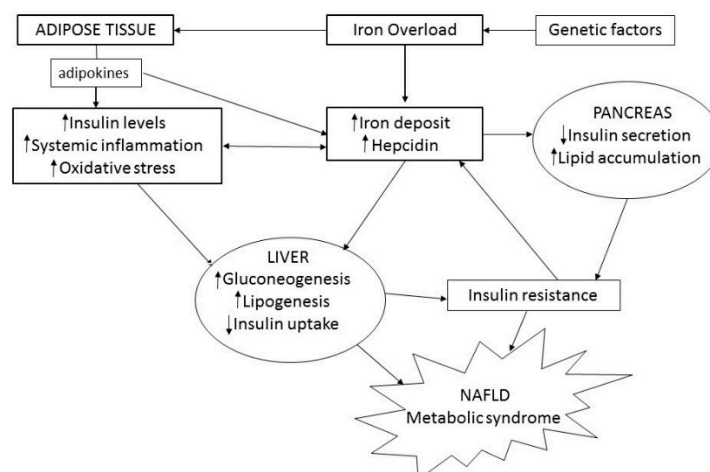 ADIPOSE TISSUE
Iron Overload
Genetic factors
adipokines
↑Insulin levels
↑Systemic inflammation
↑Oxidative stress
↑Iron deposit
↑Hepcidin
PANCREAS
↓Insulin secretion
↑Lipid accumulation
LIVER
↑Gluconeogenesis
↑Lipogenesis
↓Insulin uptake
Insulin resistance
NAFLD
Metabolic syndrome